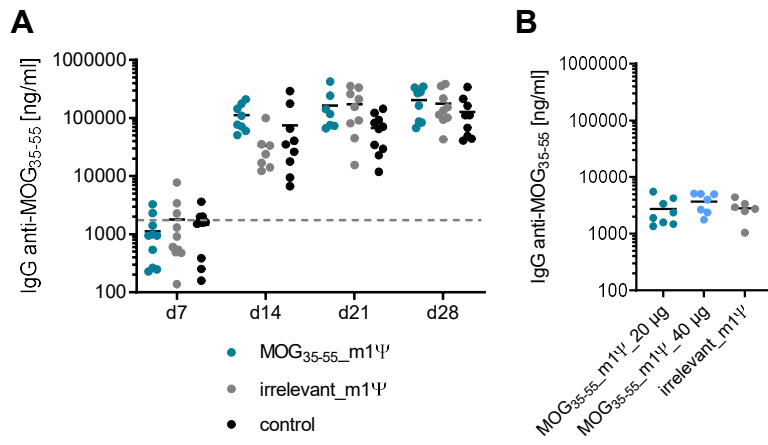 A
IgG anti-MOG35-55 [ng/ml]
1000000
100000
10000
1000
100
d7 d14 d21 d28
MOG35-55_m1Ψ
irrelevant_m1Ψ
control
B
IgG anti-MOG35-55 [ng/ml]
1000000
100000
10000
1000
100
MOG35-55_m1Ψ_20 µg
MOG35-55_m1Ψ_40 µg
irrelevant_m1Ψ